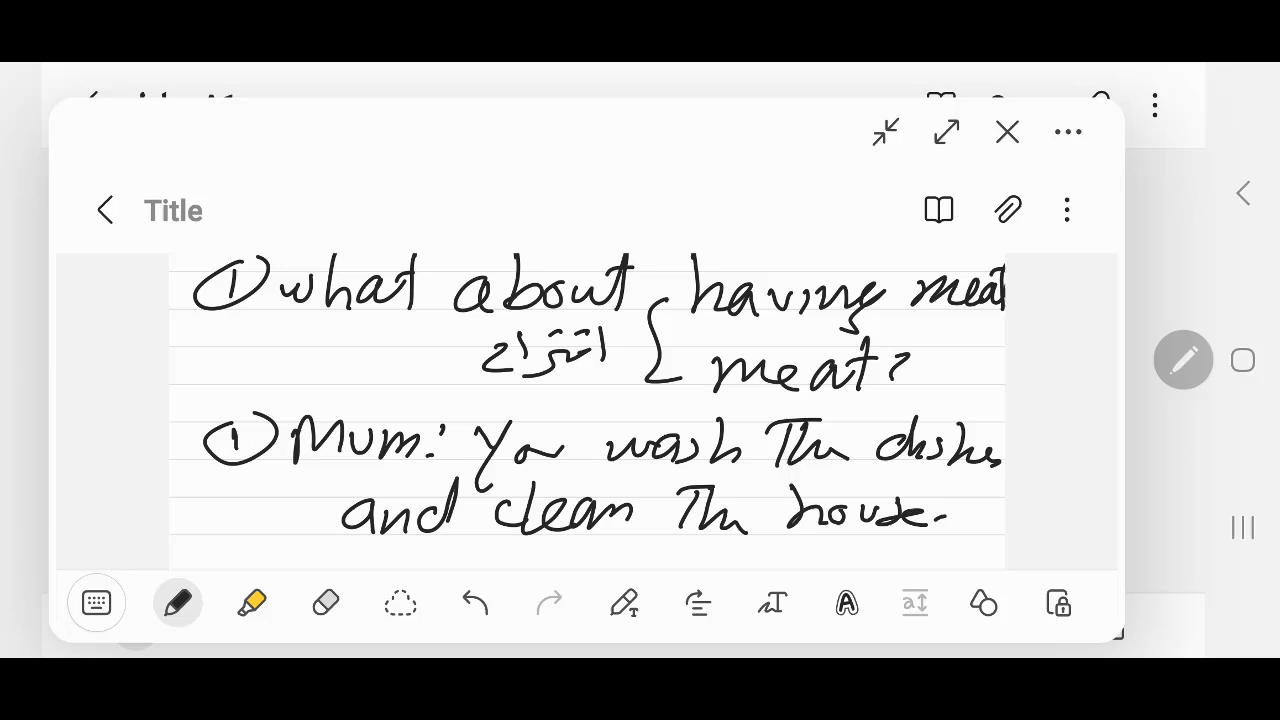 Title
① what about having meat
اقتراح { meat?
① Mum: you wash The dishes
and clean The house.